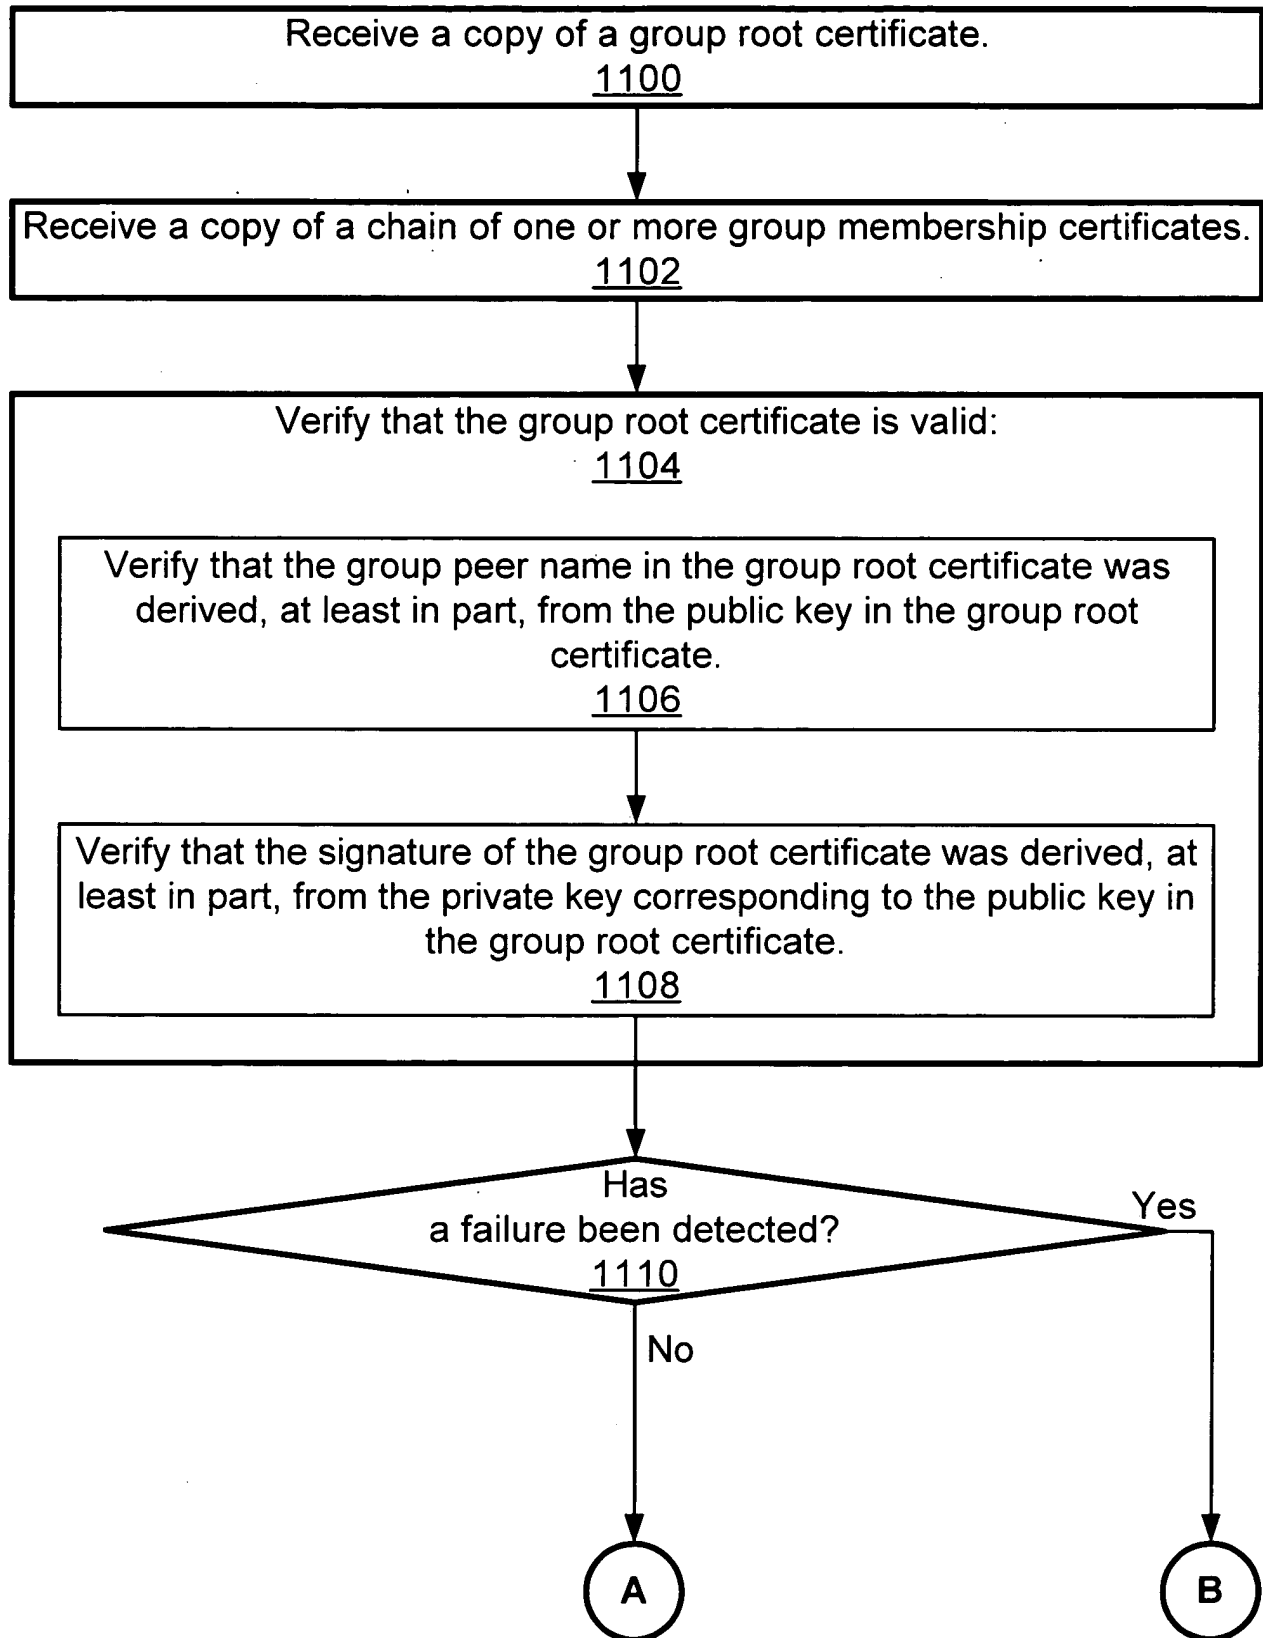 Receive a copy of a group root certificate.
1100
Receive a copy of a chain of one or more group membership certificates.
1102
Verify that the group root certificate is valid:
1104
Verify that the group peer name in the group root certificate was
derived, at least in part, from the public key in the group root
certificate.
1106
Verify that the signature of the group root certificate was derived, at
least in part, from the private key corresponding to the public key in
the group root certificate.
1108
Has
a failure been detected?
1110
Yes
No
A
B